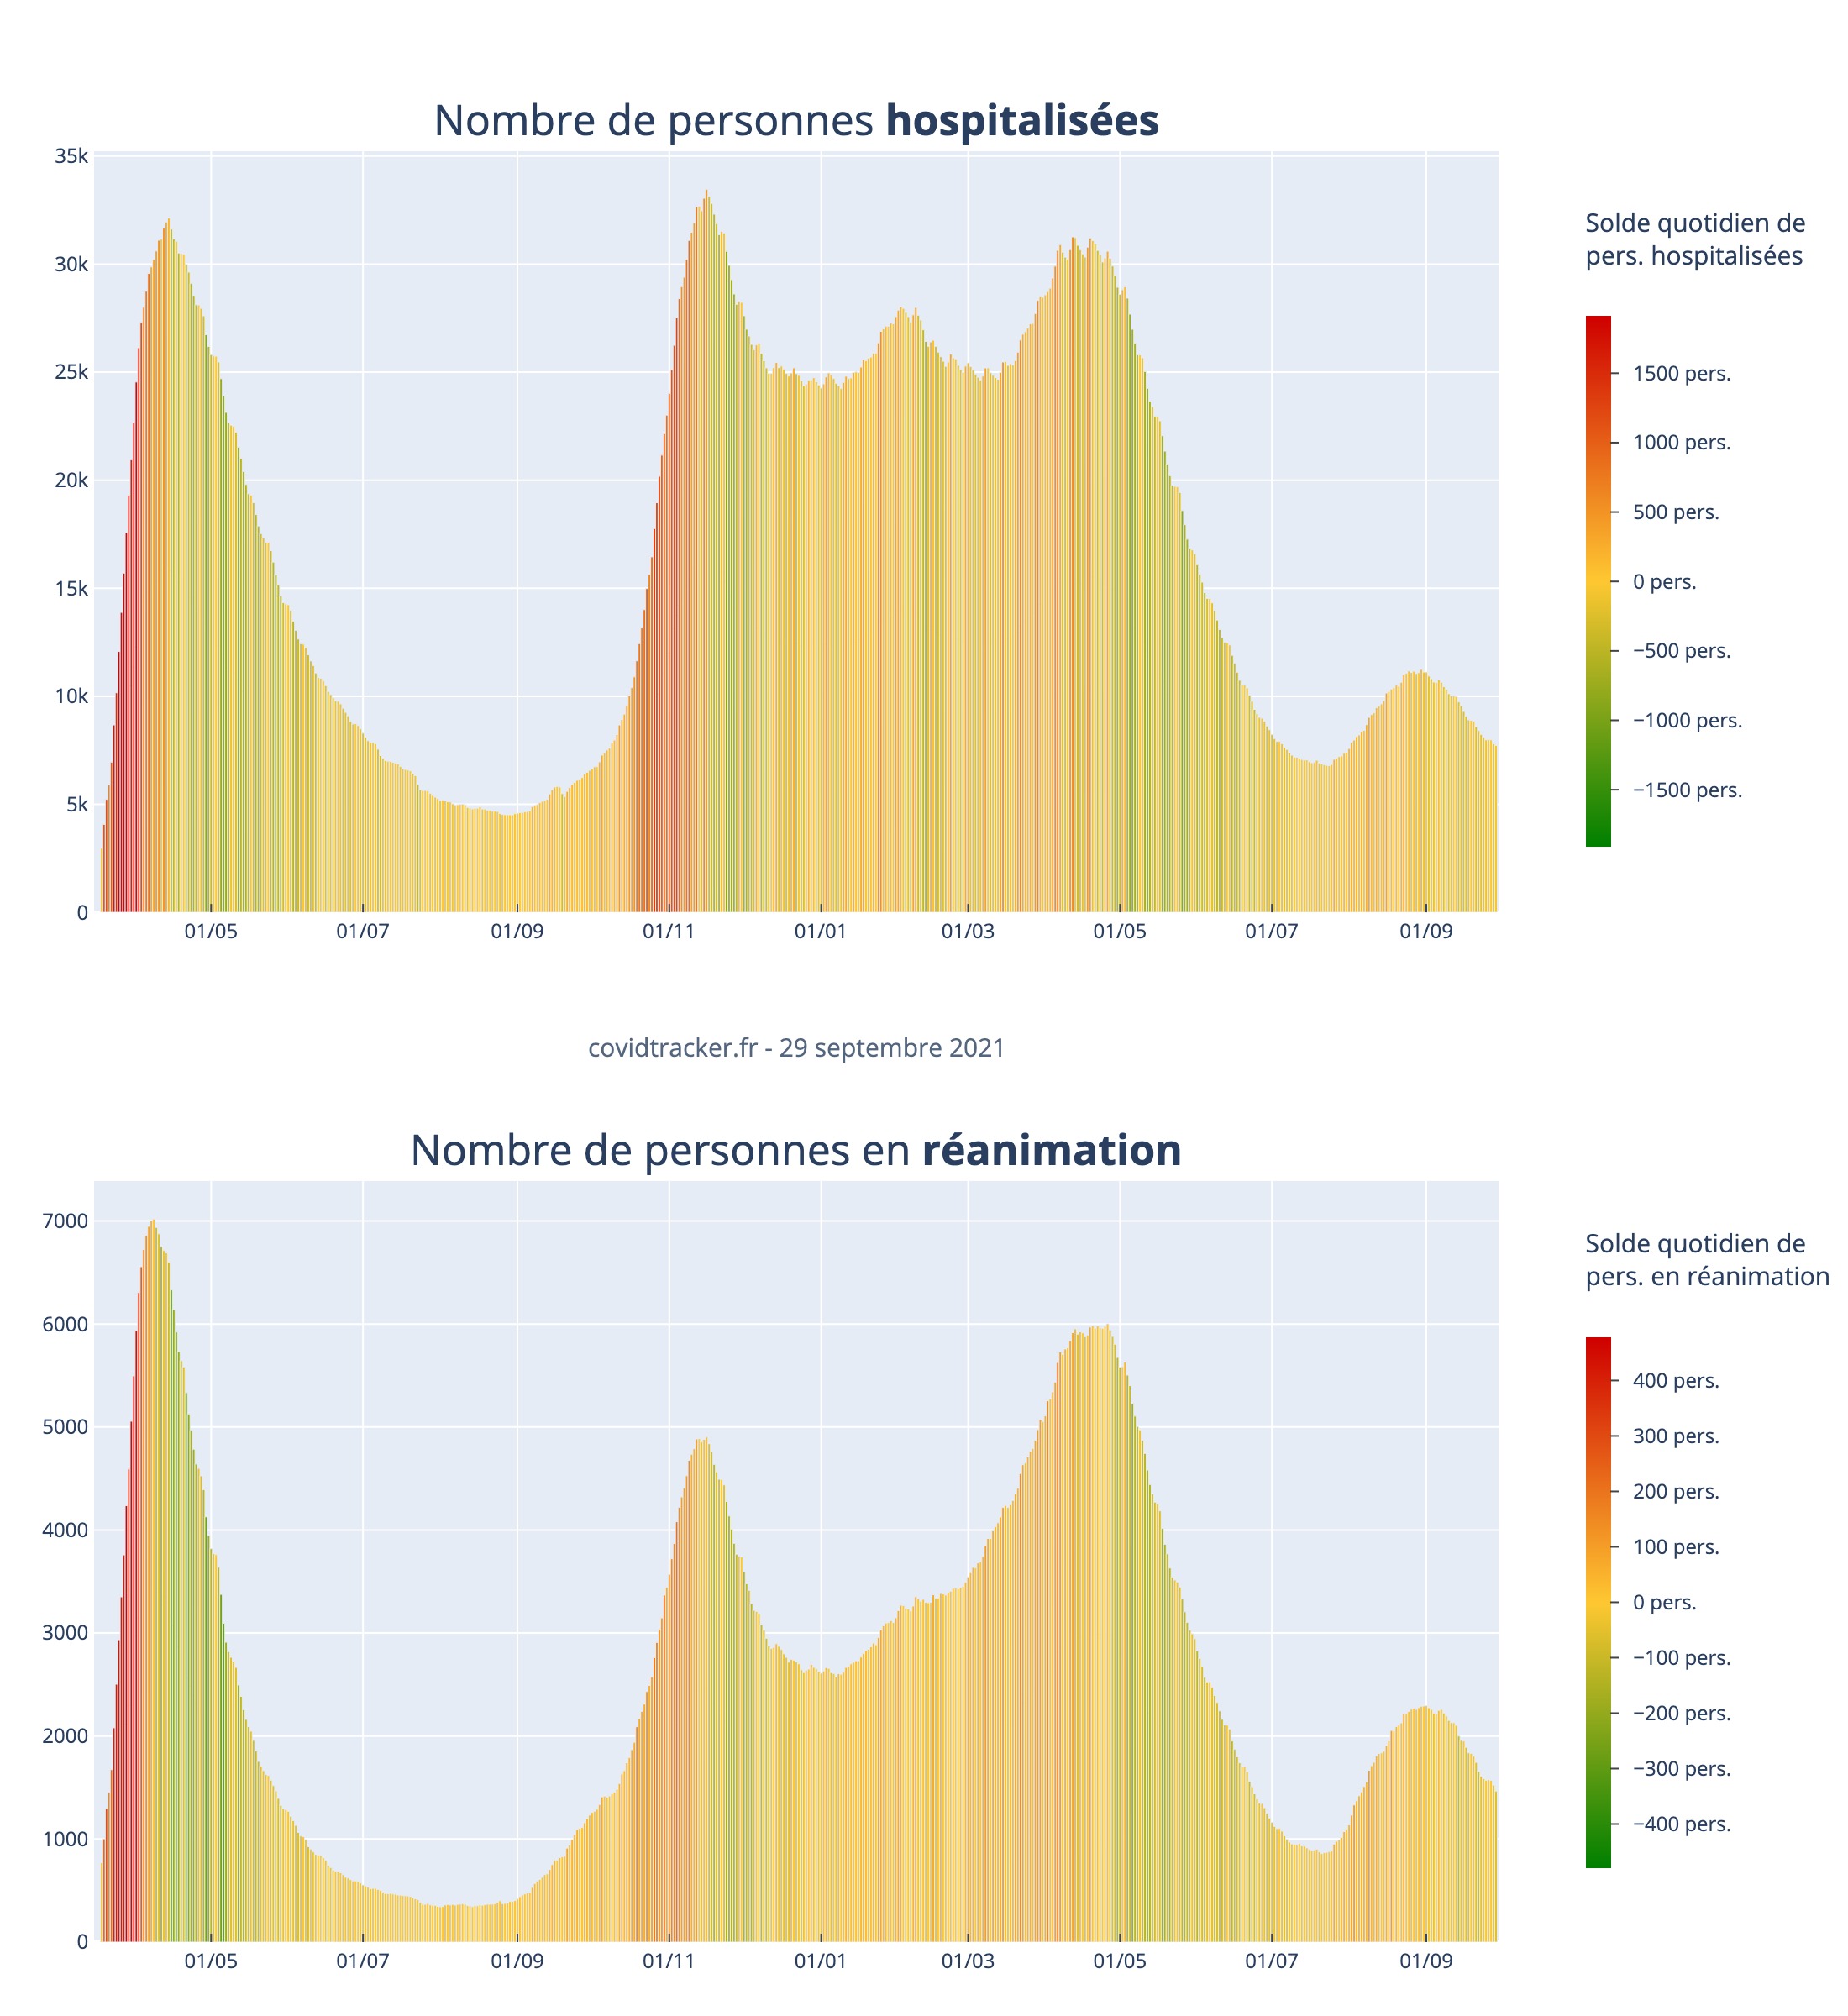 Nombre de personnes hospitalisées
35k
30k
25k
20k
15k
10k
5k
0
01/05 01/07 01/09 01/11 01/01 01/03 01/05 01/07 01/09
Solde quotidien de
pers. hospitalisées
1500 pers.
1000 pers.
500 pers.
0 pers.
−500 pers.
−1000 pers.
−1500 pers.
covidtracker.fr - 29 septembre 2021
Nombre de personnes en réanimation
7000
6000
5000
4000
3000
2000
1000
0
01/05 01/07 01/09 01/11 01/01 01/03 01/05 01/07 01/09
Solde quotidien de
pers. en réanimation
400 pers.
300 pers.
200 pers.
100 pers.
0 pers.
−100 pers.
−200 pers.
−300 pers.
−400 pers.